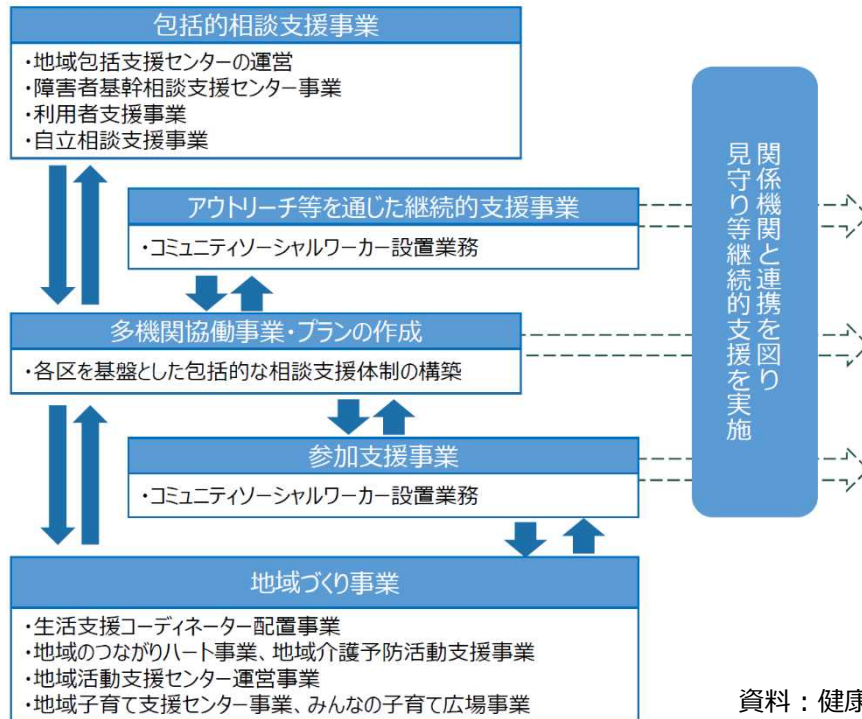 包括的相談支援事業
・地域包括支援センターの運営
・障害者基幹相談支援センター事業
・利用者支援事業
・自立相談支援事業
アウトリーチ等を通じた継続的支援事業
・コミュニティソーシャルワーカー設置業務
多機関協働事業・プランの作成
・各区を基盤とした包括的な相談支援体制の構築
参加支援事業
・コミュニティソーシャルワーカー設置業務
地域づくり事業
・生活支援コーディネーター配置事業
・地域のつながりハート事業、地域介護予防活動支援事業
・地域活動支援センター運営事業
・地域子育て支援センター事業、みんなの子育て広場事業
関係機関と連携を図り
見守り等継続的支援を実施
資料：健康